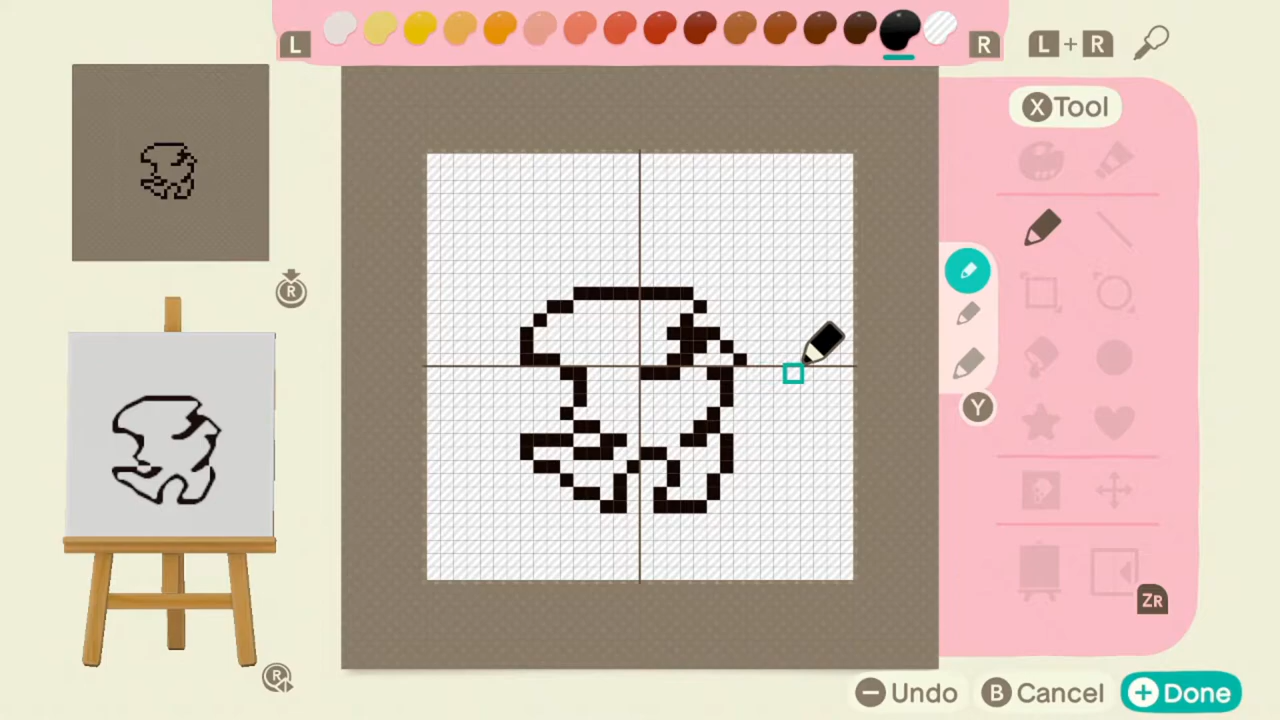 L
R
L + R
X Tool
R
Y
ZR
R
− Undo
B Cancel
+ Done